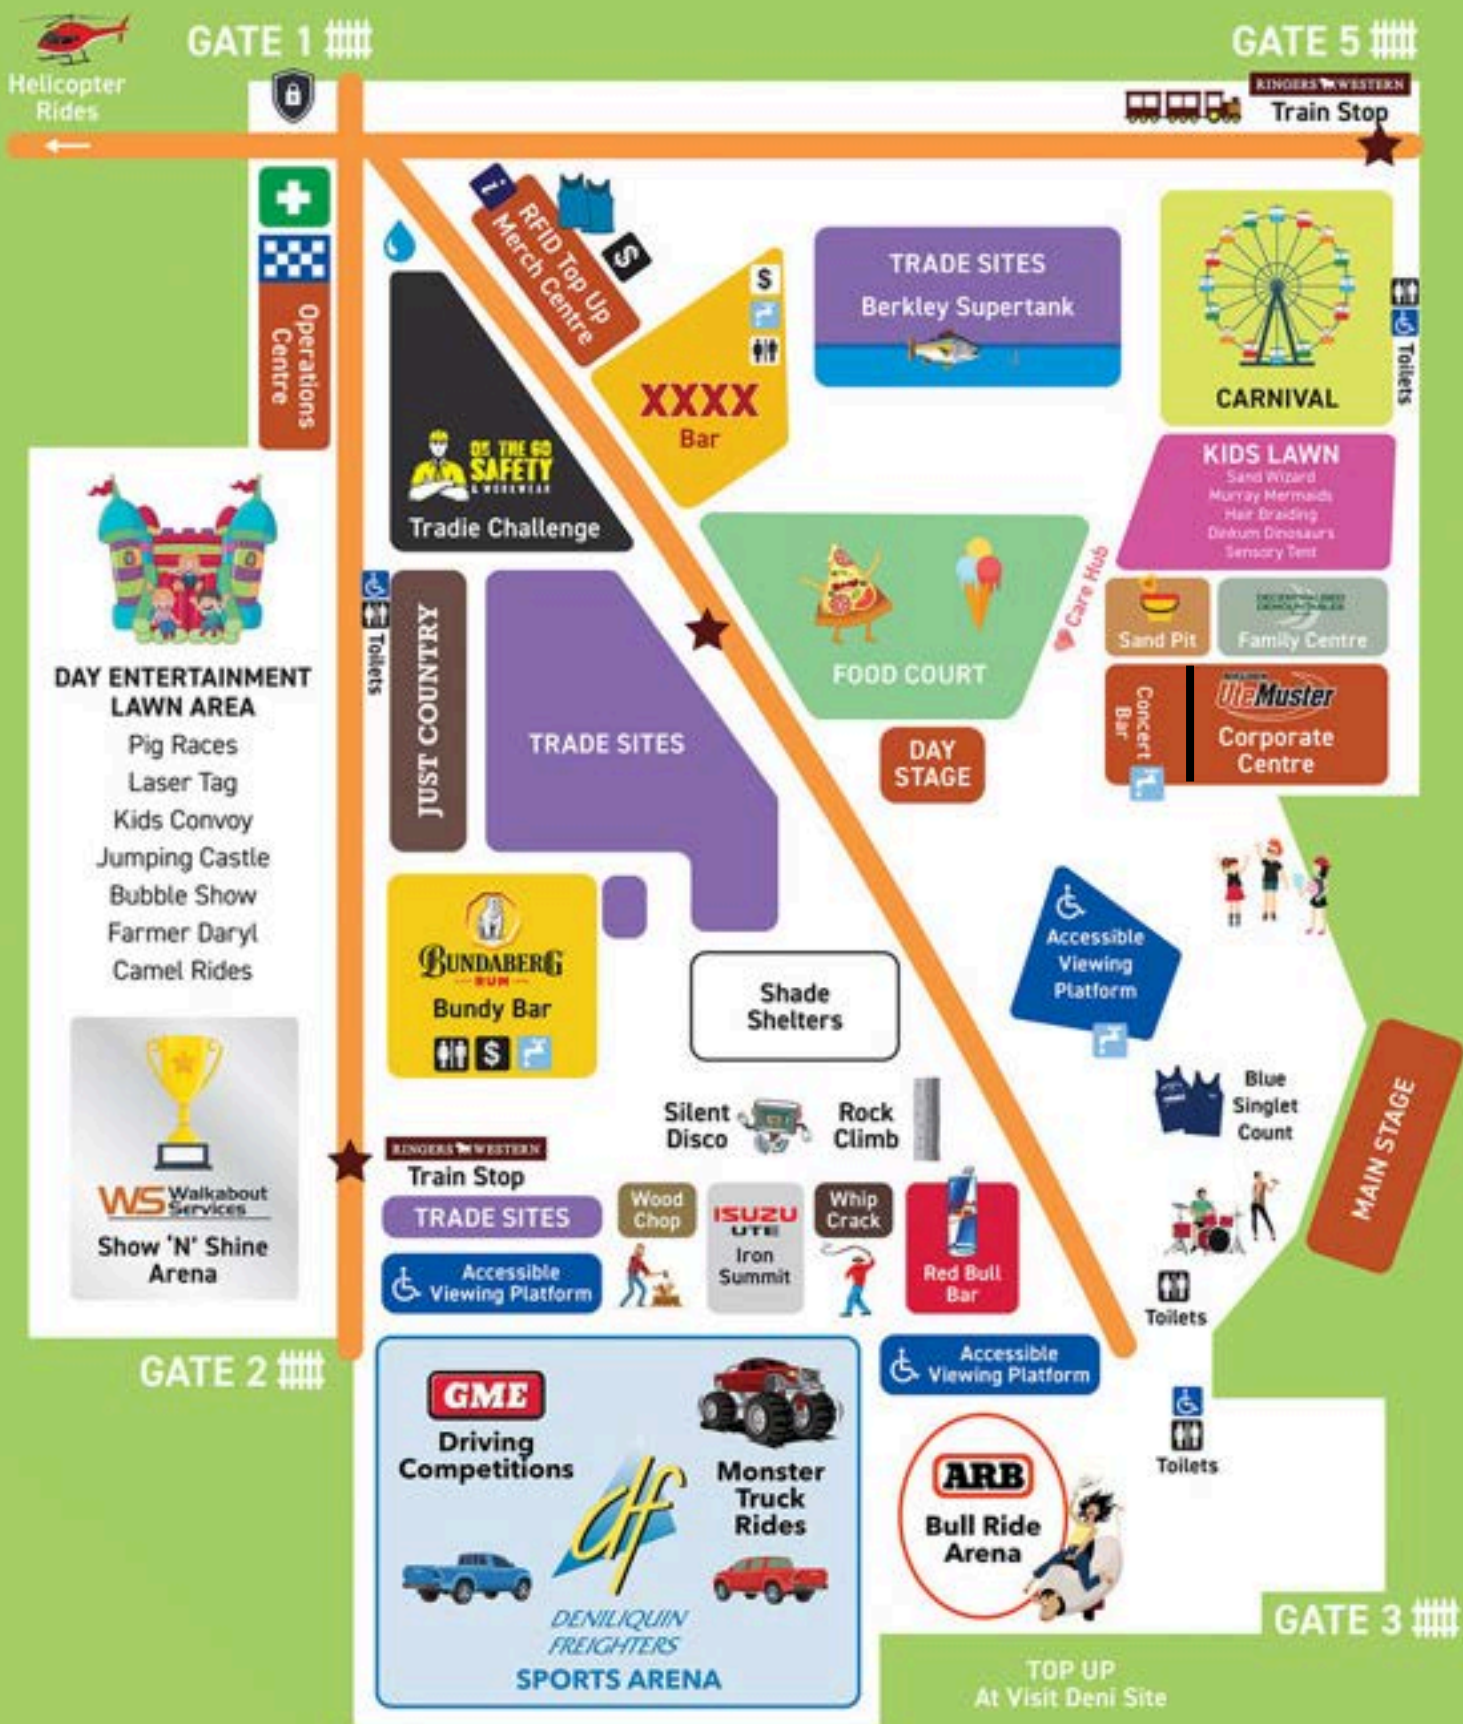 GATE 1
GATE 5
Helicopter
Rides
RINGERS WESTERN
Train Stop
i
RFID Top Up
Merch Centre
$
Operations
Centre
$
XXXX
Bar
TRADE SITES
Berkley Supertank
CARNIVAL
Toilets
SAFETY
& WORKWEAR
Tradie Challenge
KIDS LAWN
Sand Wizard
Murray Mermaids
Hair Braiding
Dinkum Dinosaurs
Sensory Tent
Care Hub
Sand Pit
Family Centre
FOOD COURT
Toilets
JUST COUNTRY
TRADE SITES
DAY
STAGE
Concert
Bar
UteMuster
Corporate
Centre
DAY ENTERTAINMENT
LAWN AREA
Pig Races
Laser Tag
Kids Convoy
Jumping Castle
Bubble Show
Farmer Daryl
Camel Rides
BUNDABERG
RUM
Bundy Bar
$
Shade
Shelters
Accessible
Viewing
Platform
Silent
Disco
Rock
Climb
Blue
Singlet
Count
MAIN STAGE
WS Walkabout
Services
Show 'N' Shine
Arena
RINGERS WESTERN
Train Stop
TRADE SITES
Accessible
Viewing Platform
Wood
Chop
ISUZU
UTE
Iron
Summit
Whip
Crack
Red Bull
Bar
Toilets
GATE 2
Accessible
Viewing Platform
Toilets
GME
Driving
Competitions
Monster
Truck
Rides
df
DENILIQUIN
FREIGHTERS
SPORTS ARENA
ARB
Bull Ride
Arena
GATE 3
TOP UP
At Visit Deni Site